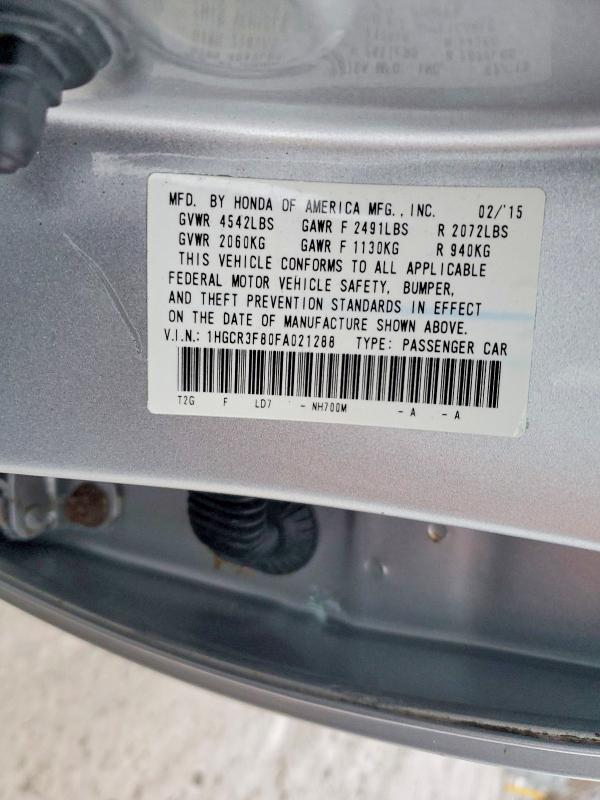 MFD. BY HONDA OF AMERICA MFG., INC. 02/'15
GVWR 4542LBS GAWR F 2491LBS R 2072LBS
GVWR 2060KG GAWR F 1130KG R 940KG
THIS VEHICLE CONFORMS TO ALL APPLICABLE
FEDERAL MOTOR VEHICLE SAFETY, BUMPER,
AND THEFT PREVENTION STANDARDS IN EFFECT
ON THE DATE OF MANUFACTURE SHOWN ABOVE.
V.I.N.: 1HGCR3F80FA021288 TYPE: PASSENGER CAR
T2G F LD7 - NH700M - A - A